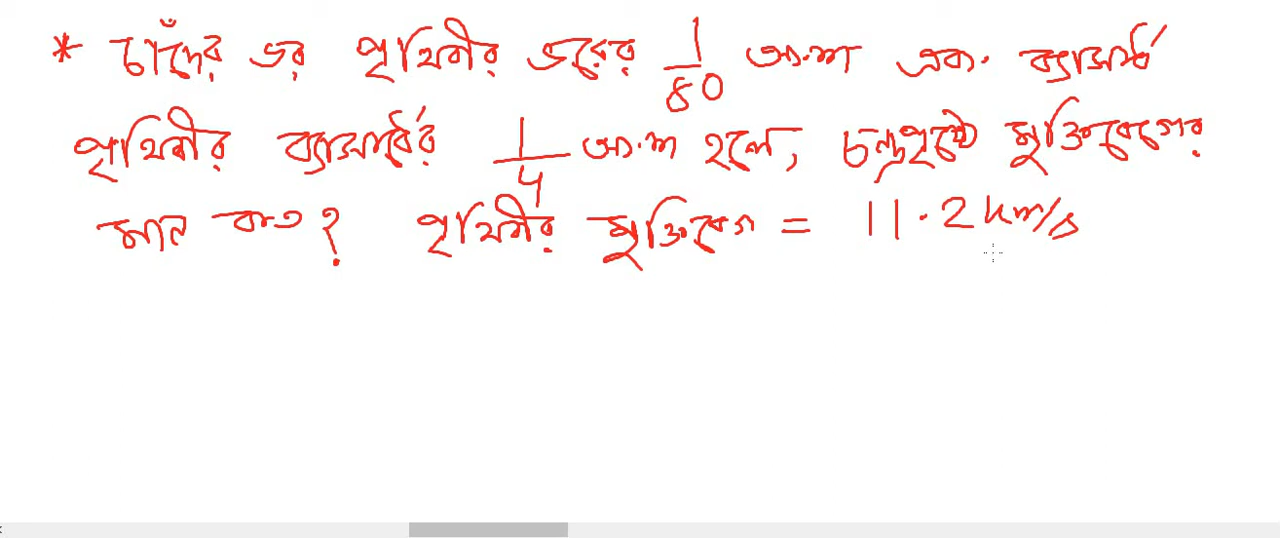 * চাঁদের ভর পৃথিবীর ভরের 1/80 অংশ এবং ব্যাসার্ধ
পৃথিবীর ব্যাসার্ধের 1/4 অংশ হলে, চন্দ্রপৃষ্ঠে মুক্তিবেগের
মান কত? পৃথিবীর মুক্তিবেগ = 11.2 km/s